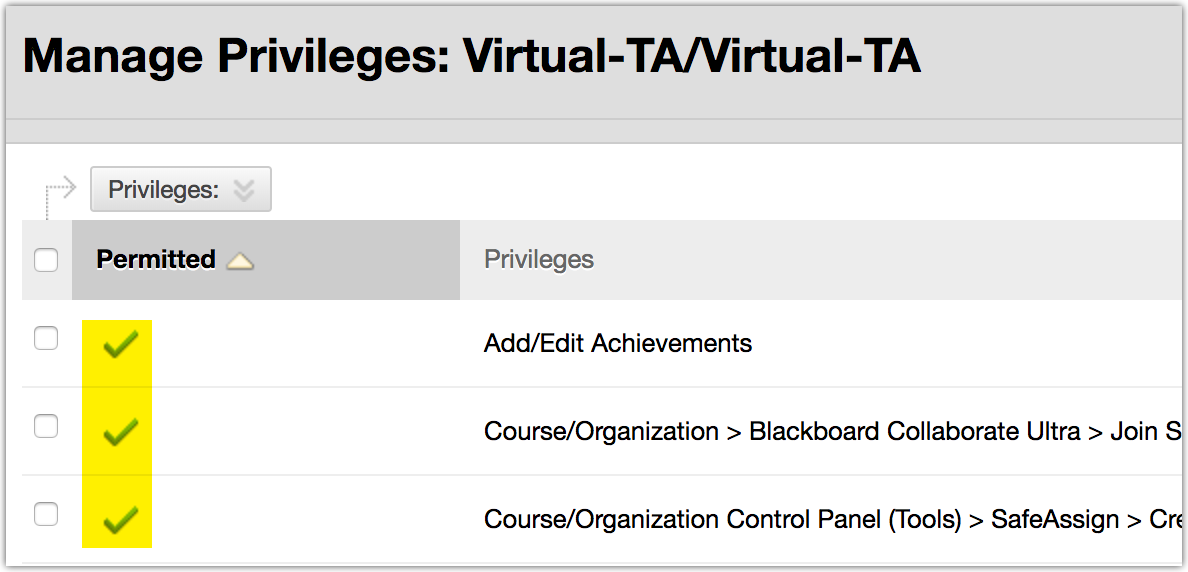 Manage Privileges: Virtual-TA/Virtual-TA
Privileges:
Permitted Privileges
Add/Edit Achievements
Course/Organization > Blackboard Collaborate Ultra > Join
Course/Organization Control Panel (Tools) > SafeAssign >